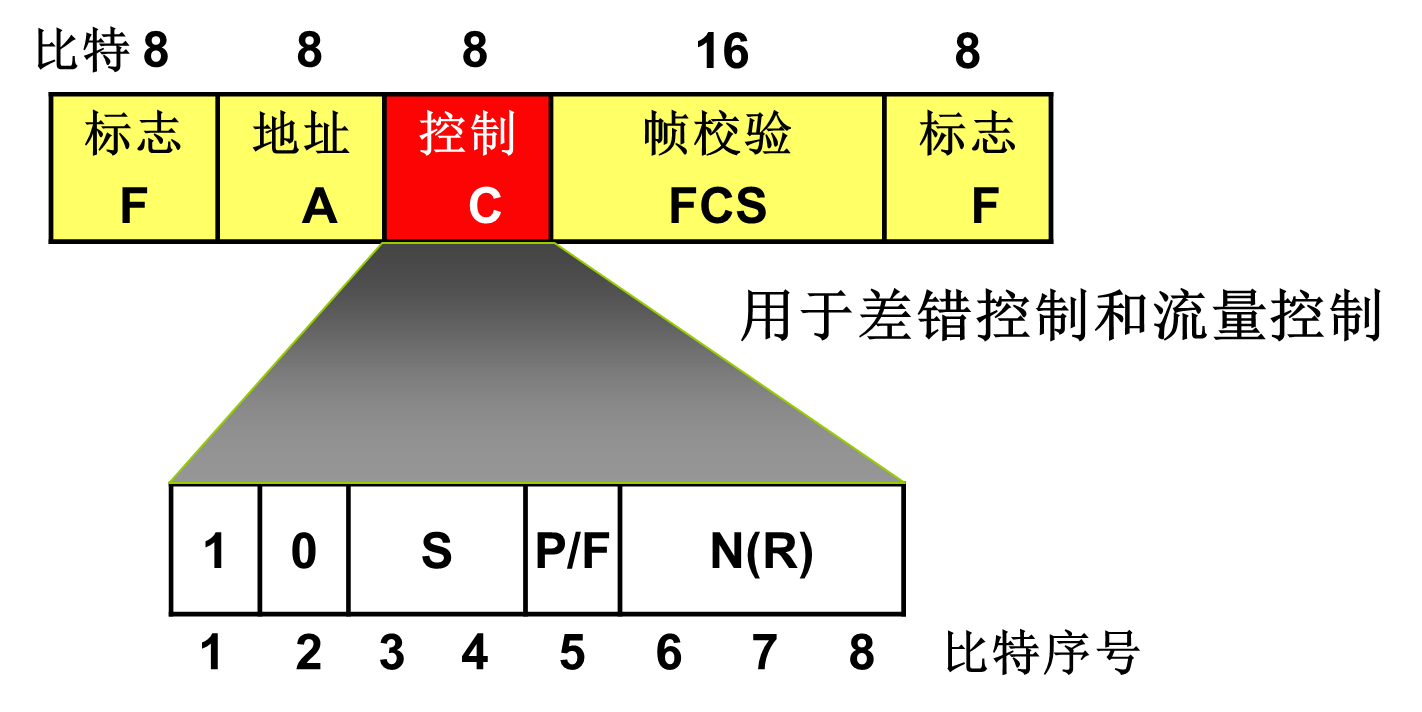 比特 8 8 8 16 8
标志 地址 控制 帧校验 标志
F A C FCS F
用于差错控制和流量控制
1 0 S P/F N(R)
1 2 3 4 5 6 7 8 比特序号